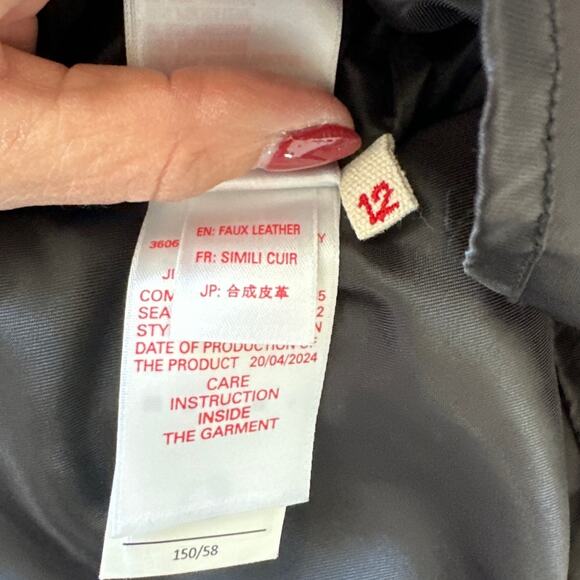 12
EN: FAUX LEATHER
FR: SIMILI CUIR
JP: 合成皮革
3606
DATE OF PRODUCTION OF
THE PRODUCT 20/04/2024
CARE
INSTRUCTION
INSIDE
THE GARMENT
150/58